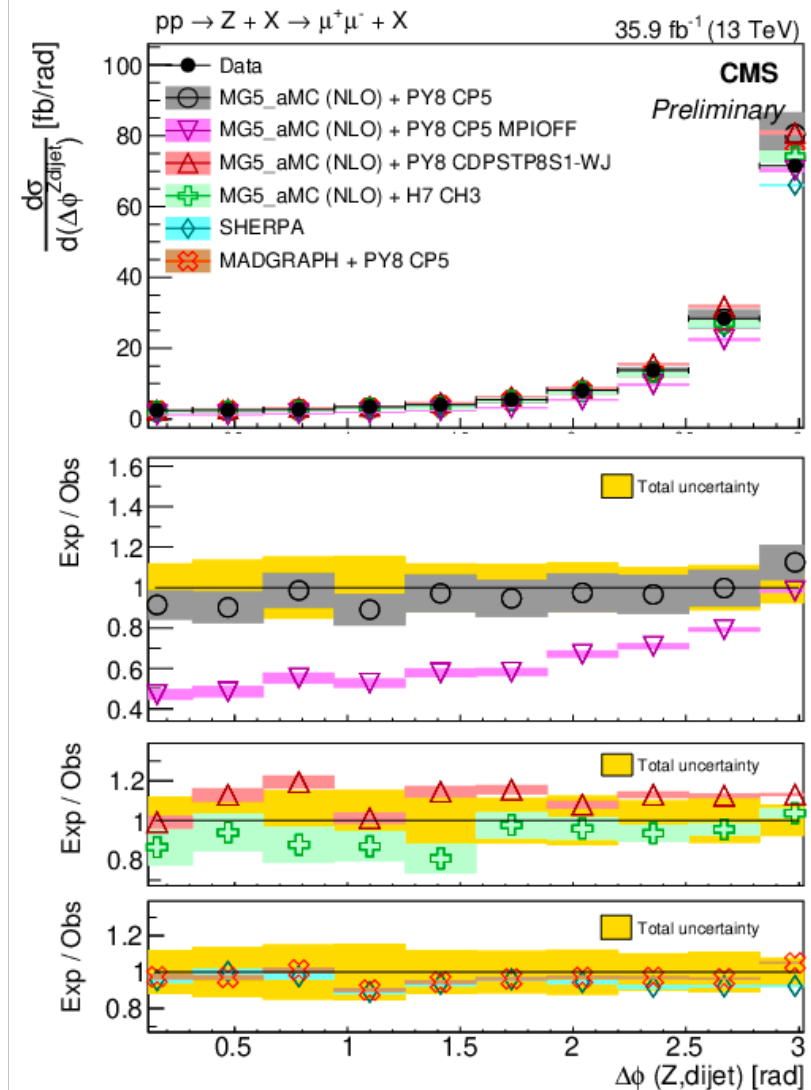 pp → Z + X → μ⁺μ⁻ + X
35.9 fb⁻¹ (13 TeV)
dσ / d(Δϕ^Zdijet) [fb/rad]
100
80
60
40
20
0
Data
MG5_aMC (NLO) + PY8 CP5
MG5_aMC (NLO) + PY8 CP5 MPIOFF
MG5_aMC (NLO) + PY8 CDPSTP8S1-WJ
MG5_aMC (NLO) + H7 CH3
SHERPA
MADGRAPH + PY8 CP5
CMS
Preliminary
Exp / Obs
1.6
1.4
1.2
1
0.8
0.6
0.4
Total uncertainty
Exp / Obs
1.2
1
0.8
Total uncertainty
Exp / Obs
1.2
1
0.8
Total uncertainty
0.5 1 1.5 2 2.5 3
Δϕ (Z,dijet) [rad]